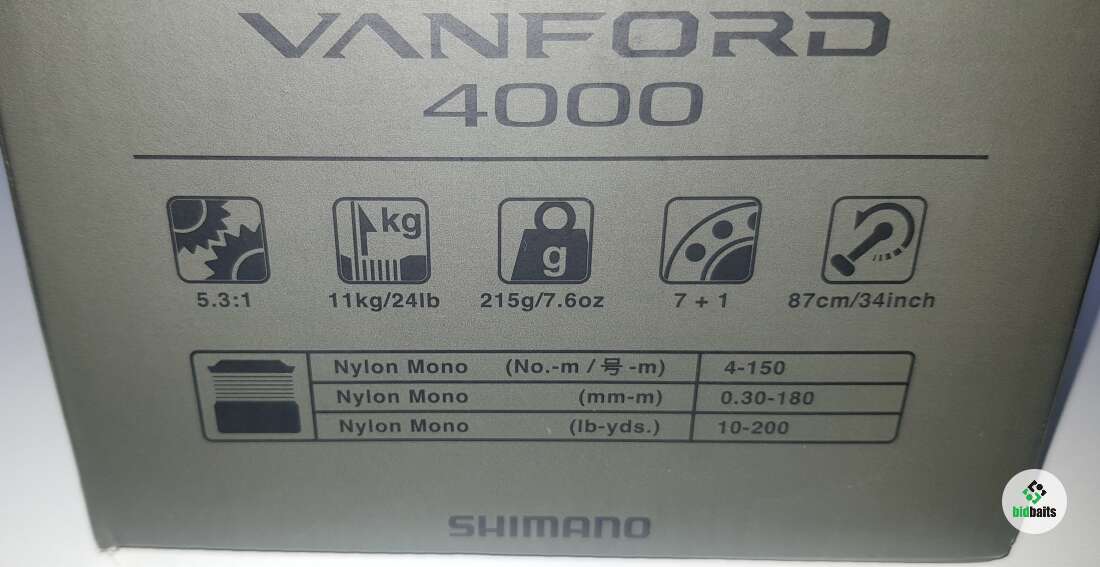 VANFORD
4000
kg
g
5.3:1 11kg/24lb 215g/7.6oz 7 + 1 87cm/34inch
Nylon Mono (No.-m / 号 -m) 4-150
Nylon Mono (mm-m) 0.30-180
Nylon Mono (lb-yds.) 10-200
SHIMANO
bidbaits